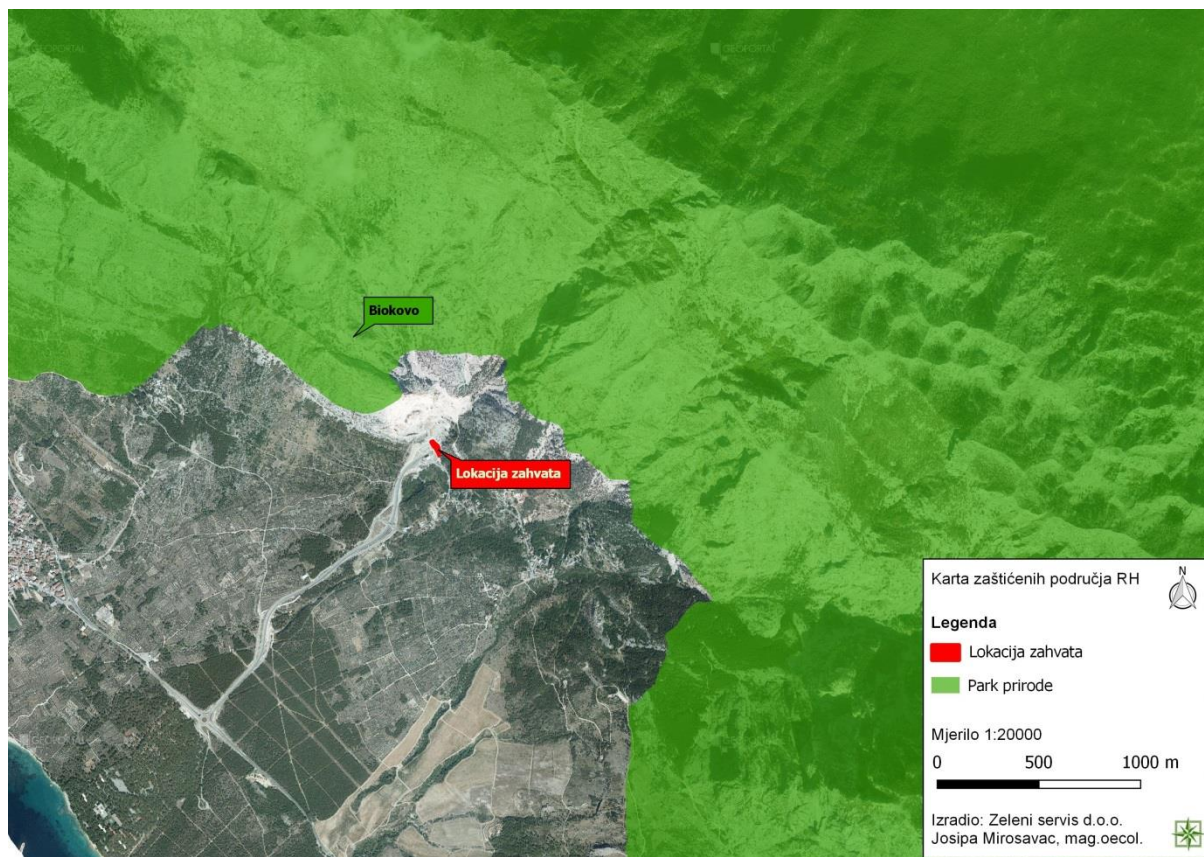 GEOPORTAL
Biokovo
Lokacija zahvata
Karta zaštićenih područja RH
N
Legenda
Lokacija zahvata
Park prirode
Mjerilo 1:20000
0 500 1000 m
Izradio: Zeleni servis d.o.o.
Josipa Mirosavac, mag.oecol.